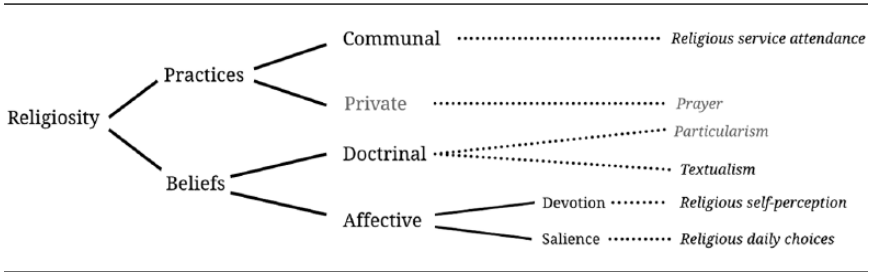 Communal
Religious service attendance
Practices
Private
Prayer
Religiosity
Particularism
Doctrinal
Textualism
Beliefs
Devotion
Religious self-perception
Affective
Salience
Religious daily choices